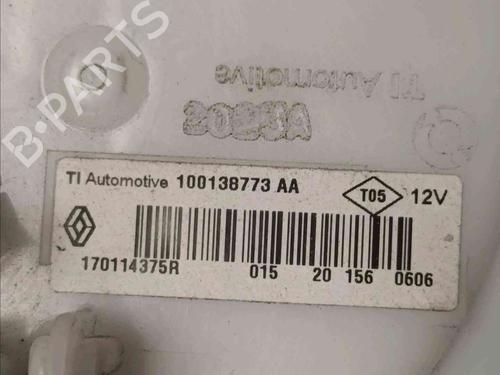 B-PARTS
TI Automotive
TI Automotive 100138773 AA
T05
12V
170114375R 015 20 156 0606